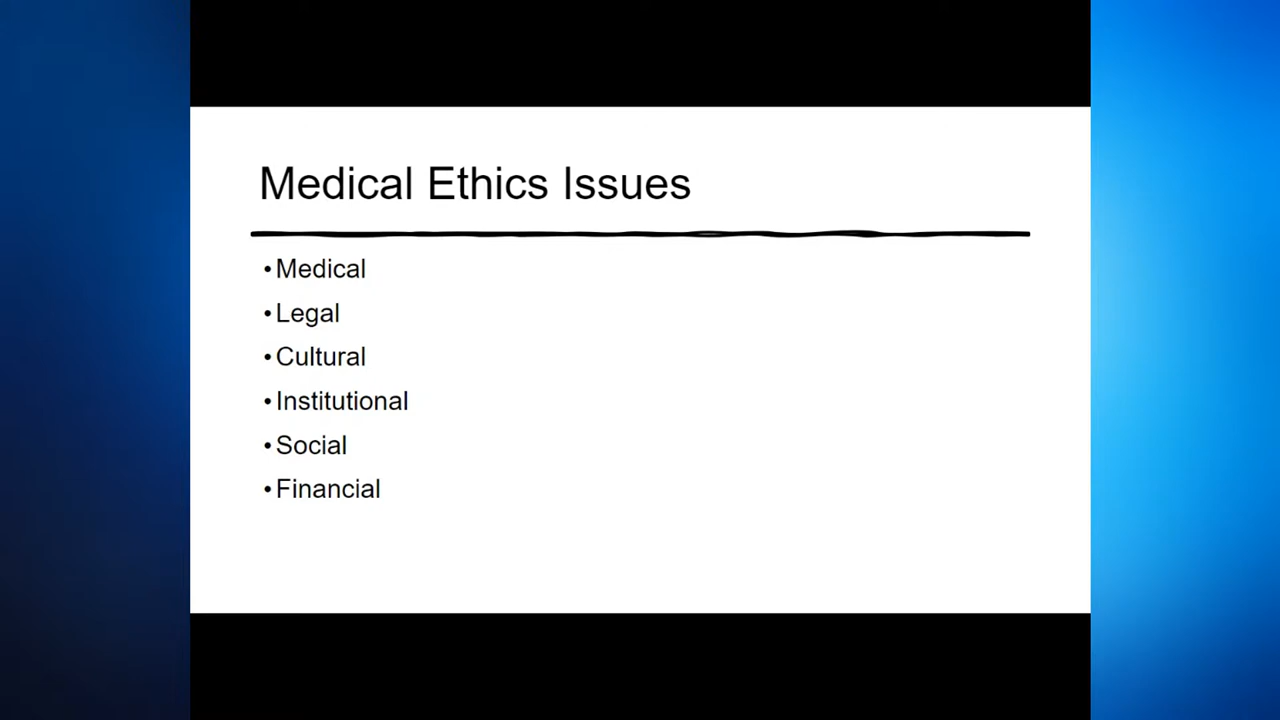 Medical Ethics Issues
•Medical
•Legal
•Cultural
•Institutional
•Social
•Financial